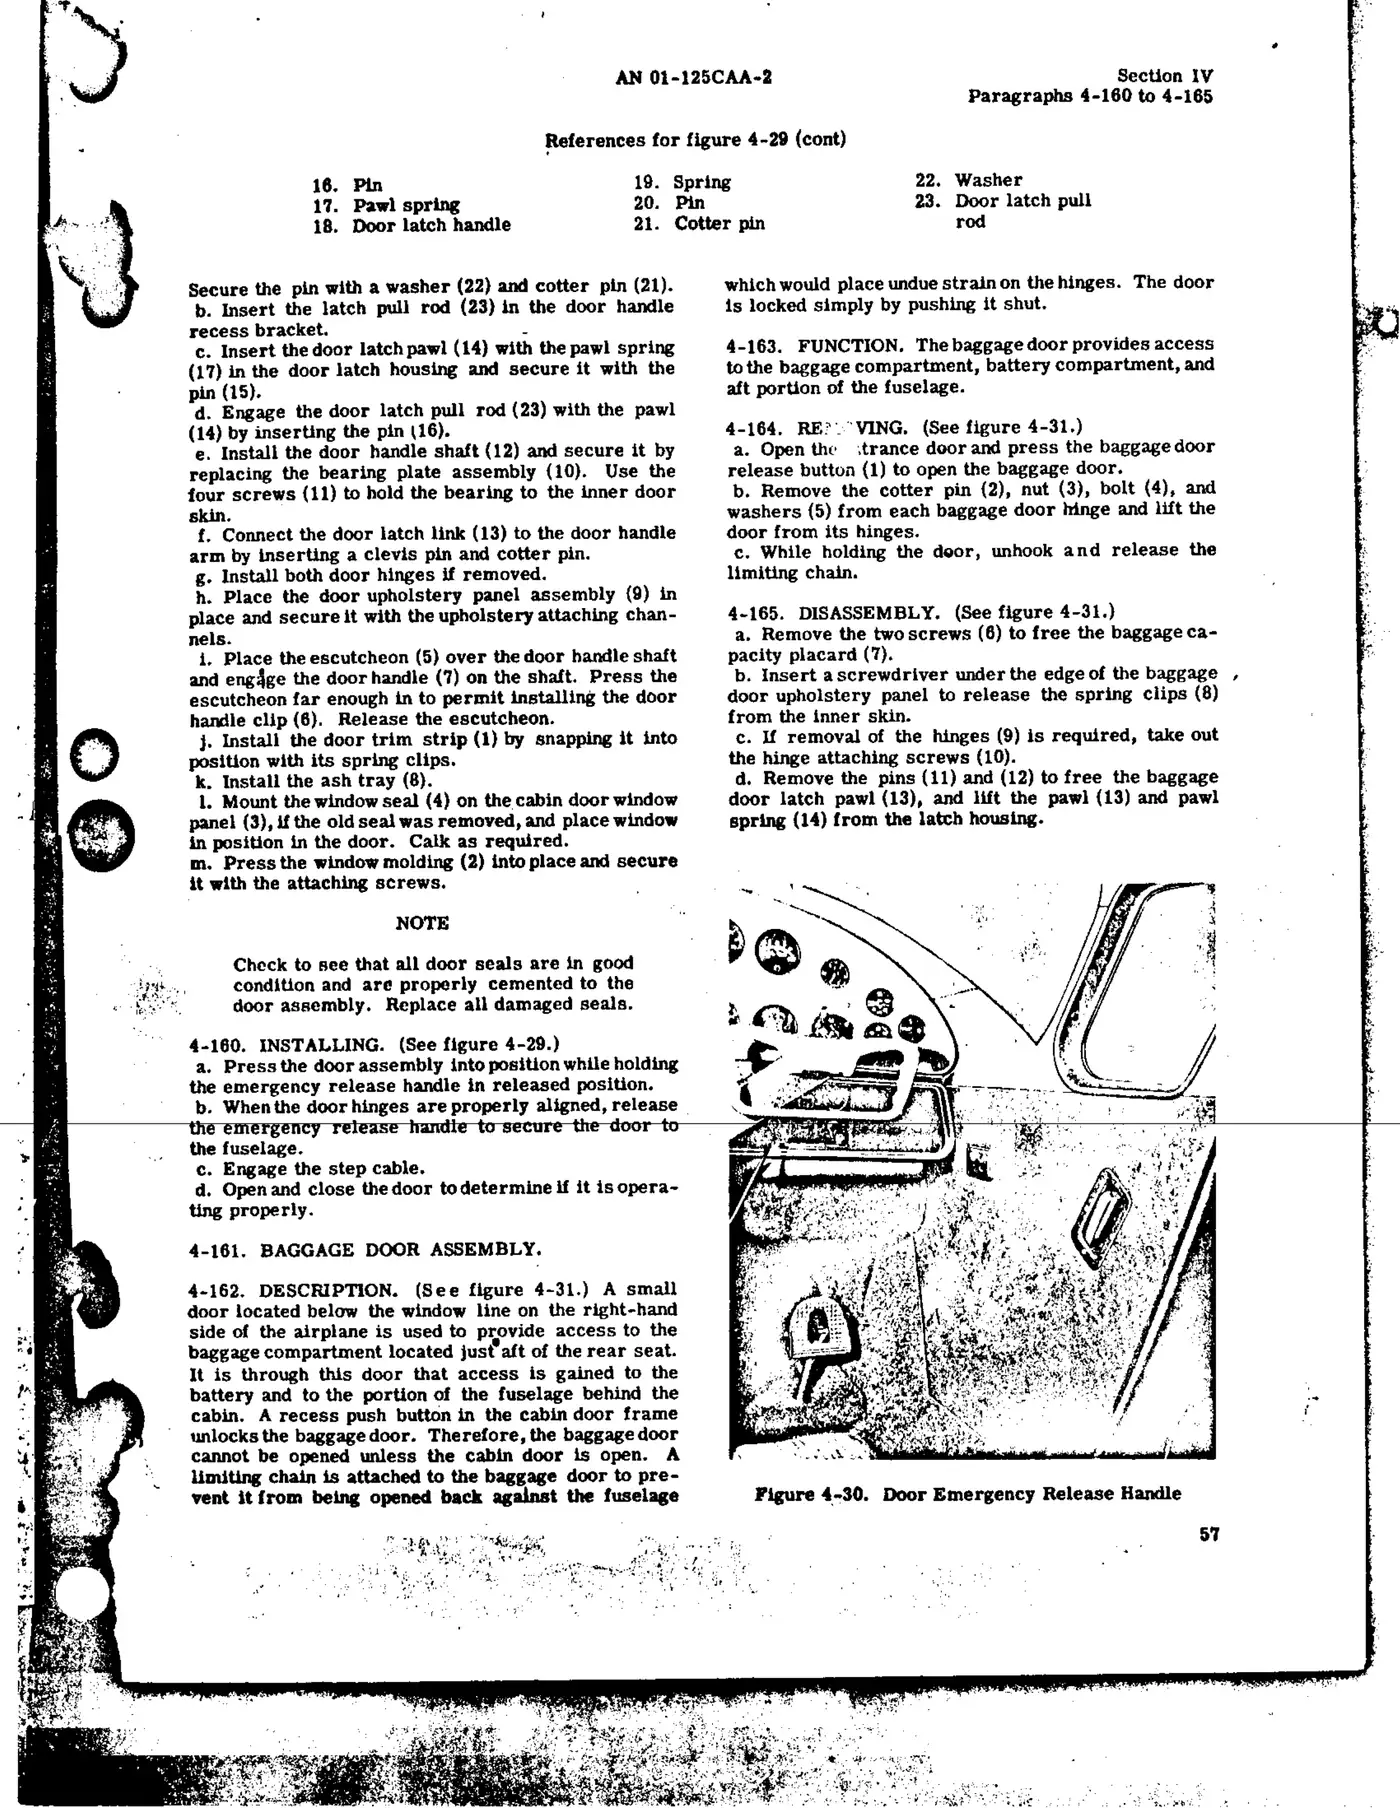 AN 01-125CAA-2
Section IV
Paragraphs 4-160 to 4-165
References for figure 4-29 (cont)
16. Pin
17. Pawl spring
18. Door latch handle
19. Spring
20. Pin
21. Cotter pin
22. Washer
23. Door latch pull
rod
Secure the pin with a washer (22) and cotter pin (21).
b. Insert the latch pull rod (23) in the door handle
recess bracket.
c. Insert the door latch pawl (14) with the pawl spring
(17) in the door latch housing and secure it with the
pin (15).
d. Engage the door latch pull rod (23) with the pawl
(14) by inserting the pin (16).
e. Install the door handle shaft (12) and secure it by
replacing the bearing plate assembly (10). Use the
four screws (11) to hold the bearing to the inner door
skin.
f. Connect the door latch link (13) to the door handle
arm by inserting a clevis pin and cotter pin.
g. Install both door hinges if removed.
h. Place the door upholstery panel assembly (9) in
place and secure it with the upholstery attaching chan-
nels.
i. Place the escutcheon (5) over the door handle shaft
and engage the door handle (7) on the shaft. Press the
escutcheon far enough in to permit installing the door
handle clip (6). Release the escutcheon.
j. Install the door trim strip (1) by snapping it into
position with its spring clips.
k. Install the ash tray (8).
l. Mount the window seal (4) on the cabin door window
panel (3), if the old seal was removed, and place window
in position in the door. Calk as required.
m. Press the window molding (2) into place and secure
it with the attaching screws.
NOTE
Check to see that all door seals are in good
condition and are properly cemented to the
door assembly. Replace all damaged seals.
4-160. INSTALLING. (See figure 4-29.)
a. Press the door assembly into position while holding
the emergency release handle in released position.
b. When the door hinges are properly aligned, release
the emergency release handle to secure the door to
the fuselage.
c. Engage the step cable.
d. Open and close the door to determine if it is opera-
ting properly.
4-161. BAGGAGE DOOR ASSEMBLY.
4-162. DESCRIPTION. (See figure 4-31.) A small
door located below the window line on the right-hand
side of the airplane is used to provide access to the
baggage compartment located just aft of the rear seat.
It is through this door that access is gained to the
battery and to the portion of the fuselage behind the
cabin. A recess push button in the cabin door frame
unlocks the baggage door. Therefore, the baggage door
cannot be opened unless the cabin door is open. A
limiting chain is attached to the baggage door to pre-
vent it from being opened back against the fuselage
which would place undue strain on the hinges. The door
is locked simply by pushing it shut.
4-163. FUNCTION. The baggage door provides access
to the baggage compartment, battery compartment, and
aft portion of the fuselage.
4-164. RE VING. (See figure 4-31.)
a. Open the trance door and press the baggage door
release button (1) to open the baggage door.
b. Remove the cotter pin (2), nut (3), bolt (4), and
washers (5) from each baggage door hinge and lift the
door from its hinges.
c. While holding the door, unhook and release the
limiting chain.
4-165. DISASSEMBLY. (See figure 4-31.)
a. Remove the two screws (6) to free the baggage ca-
pacity placard (7).
b. Insert a screwdriver under the edge of the baggage
door upholstery panel to release the spring clips (8)
from the inner skin.
c. If removal of the hinges (9) is required, take out
the hinge attaching screws (10).
d. Remove the pins (11) and (12) to free the baggage
door latch pawl (13), and lift the pawl (13) and pawl
spring (14) from the latch housing.
Figure 4-30. Door Emergency Release Handle
57